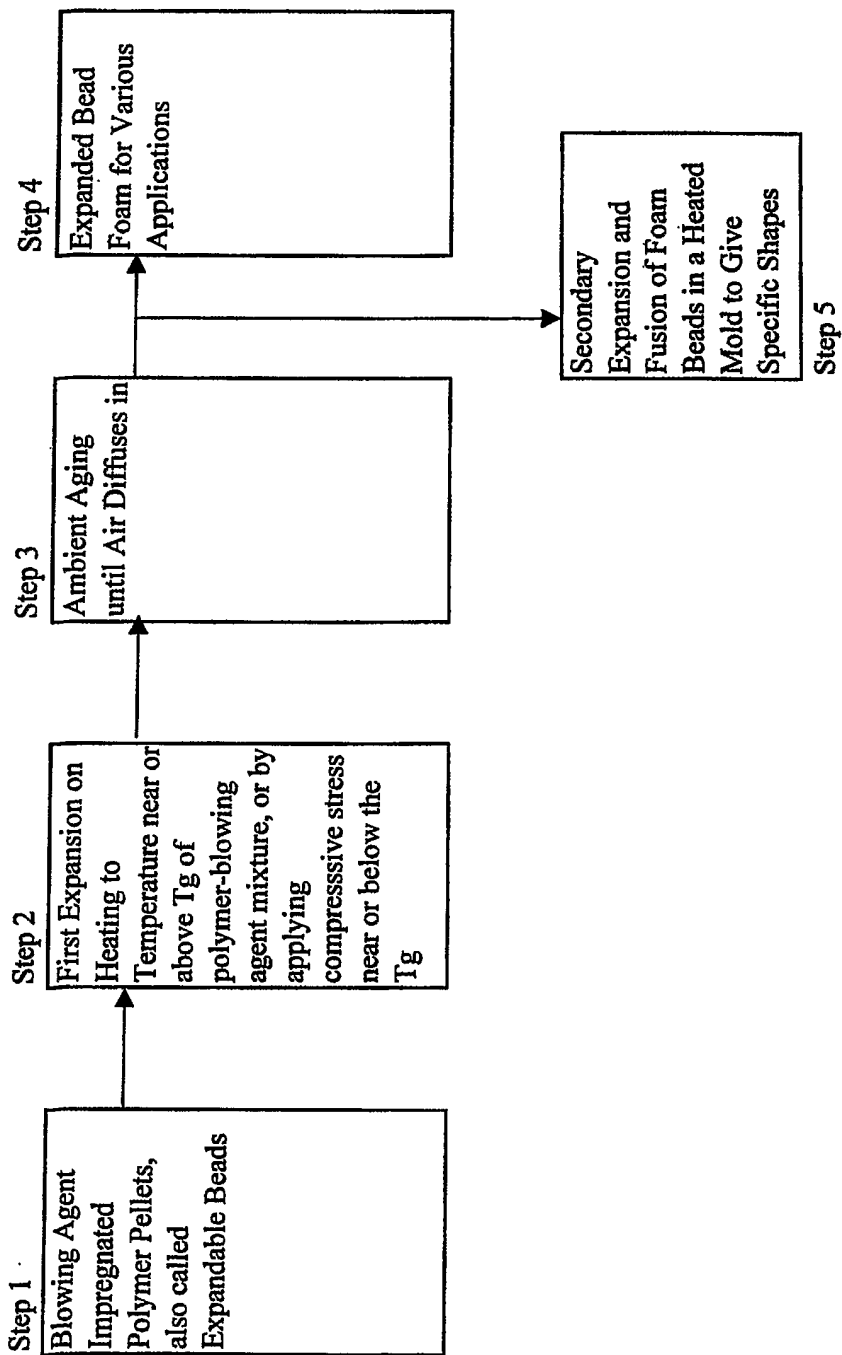 Step 1
Blowing Agent
Impregnated
Polymer Pellets,
also called
Expandable Beads
Step 2
First Expansion on
Heating to
Temperature near or
above Tg of
polymer-blowing
agent mixture, or by
applying
compresssive stress
near or below the
Tg
Step 3
Ambient Aging
until Air Diffuses in
Step 4
Expanded Bead
Foam for Various
Applications
Secondary
Expansion and
Fusion of Foam
Beads in a Heated
Mold to Give
Specific Shapes
Step 5